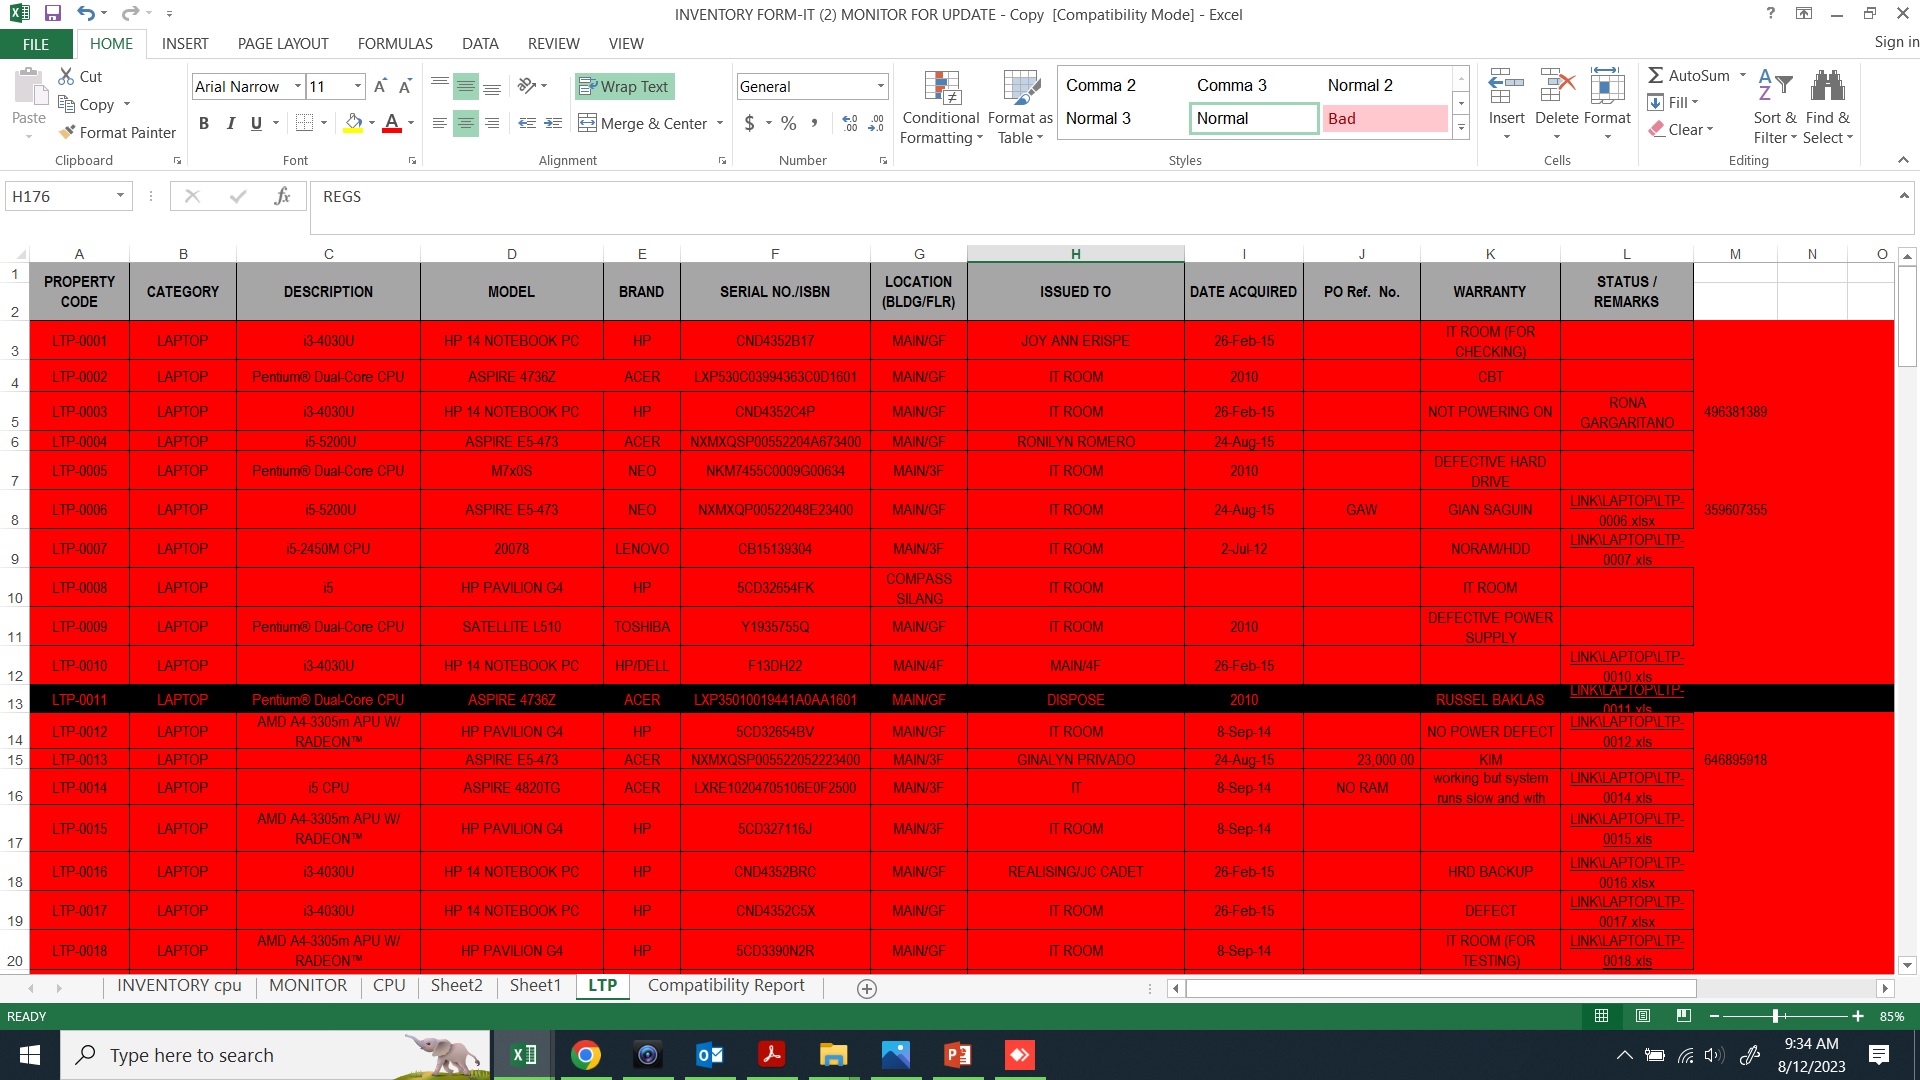 INVENTORY FORM-IT (2) MONITOR FOR UPDATE - Copy [Compatibility Mode] - Excel
FILE HOME INSERT PAGE LAYOUT FORMULAS DATA REVIEW VIEW Sign in
Paste Cut Copy Format Painter
Arial Narrow 11 Wrap Text Merge & Center General
B I U $ % ,
Conditional Formatting Format as Table
Comma 2 Comma 3 Normal 2
Normal 3 Normal Bad
Insert Delete Format
AutoSum Fill Clear Sort & Filter Find & Select
Clipboard Font Alignment Number Styles Cells Editing
H176 fx REGS
A B C D E F G H I J K L M N O
1
2 PROPERTY CODE CATEGORY DESCRIPTION MODEL BRAND SERIAL NO./ISBN LOCATION (BLDG/FLR) ISSUED TO DATE ACQUIRED PO Ref. No. WARRANTY STATUS / REMARKS
3 LTP-0001 LAPTOP i3-4030U HP 14 NOTEBOOK PC HP CND4352B17 MAIN/GF JOY ANN ERISPE 26-Feb-15 IT ROOM (FOR CHECKING)
4 LTP-0002 LAPTOP Pentium® Dual-Core CPU ASPIRE 4736Z ACER LXP530C03994363C0D1601 MAIN/GF IT ROOM 2010 CBT
5 LTP-0003 LAPTOP i3-4030U HP 14 NOTEBOOK PC HP CND4352C4P MAIN/GF IT ROOM 26-Feb-15 NOT POWERING ON RONA GARGARITANO 496381389
6 LTP-0004 LAPTOP i5-5200U ASPIRE E5-473 ACER NXMXQSP00552204A673400 MAIN/GF RONILYN ROMERO 24-Aug-15
7 LTP-0005 LAPTOP Pentium® Dual-Core CPU M7x0S NEO NKM7455C0009G00634 MAIN/3F IT ROOM 2010 DEFECTIVE HARD DRIVE
8 LTP-0006 LAPTOP i5-5200U ASPIRE E5-473 NEO NXMXQP00522048E23400 MAIN/GF IT ROOM 24-Aug-15 GAW GIAN SAGUIN LINK\LAPTOP\LTP-0006.xlsx 359607355
9 LTP-0007 LAPTOP i5-2450M CPU 20078 LENOVO CB15139304 MAIN/3F IT ROOM 2-Jul-12 NORAM/HDD LINK\LAPTOP\LTP-0007.xls
10 LTP-0008 LAPTOP i5 HP PAVILION G4 HP 5CD32654FK COMPASS SILANG IT ROOM IT ROOM
11 LTP-0009 LAPTOP Pentium® Dual-Core CPU SATELLITE L510 TOSHIBA Y1935755Q MAIN/GF IT ROOM 2010 DEFECTIVE POWER SUPPLY
12 LTP-0010 LAPTOP i3-4030U HP 14 NOTEBOOK PC HP/DELL F13DH22 MAIN/4F MAIN/4F 26-Feb-15 LINK\LAPTOP\LTP-0010.xls
13 LTP-0011 LAPTOP Pentium® Dual-Core CPU ASPIRE 4736Z ACER LXP35010019441A0AA1601 MAIN/GF DISPOSE 2010 RUSSEL BAKLAS LINK\LAPTOP\LTP-0011.xls
14 LTP-0012 LAPTOP AMD A4-3305m APU W/ RADEON™ HP PAVILION G4 HP 5CD32654BV MAIN/GF IT ROOM 8-Sep-14 NO POWER DEFECT LINK\LAPTOP\LTP-0012.xls
15 LTP-0013 LAPTOP ASPIRE E5-473 ACER NXMXQSP005522052223400 MAIN/3F GINALYN PRIVADO 24-Aug-15 23,000.00 KIM 646895918
16 LTP-0014 LAPTOP i5 CPU ASPIRE 4820TG ACER LXRE10204705106E0F2500 MAIN/3F IT 8-Sep-14 NO RAM working but system runs slow and with LINK\LAPTOP\LTP-0014.xls
17 LTP-0015 LAPTOP AMD A4-3305m APU W/ RADEON™ HP PAVILION G4 HP 5CD327116J MAIN/3F IT ROOM 8-Sep-14 LINK\LAPTOP\LTP-0015.xls
18 LTP-0016 LAPTOP i3-4030U HP 14 NOTEBOOK PC HP CND4352BRC MAIN/GF REALISING/JC CADET 26-Feb-15 HRD BACKUP LINK\LAPTOP\LTP-0016.xlsx
19 LTP-0017 LAPTOP i3-4030U HP 14 NOTEBOOK PC HP CND4352C5X MAIN/GF IT ROOM 26-Feb-15 DEFECT LINK\LAPTOP\LTP-0017.xlsx
20 LTP-0018 LAPTOP AMD A4-3305m APU W/ RADEON™ HP PAVILION G4 HP 5CD3390N2R MAIN/GF IT ROOM 8-Sep-14 IT ROOM (FOR TESTING) LINK\LAPTOP\LTP-0018.xls
INVENTORY cpu MONITOR CPU Sheet2 Sheet1 LTP Compatibility Report
READY 85%
Type here to search
9:34 AM
8/12/2023